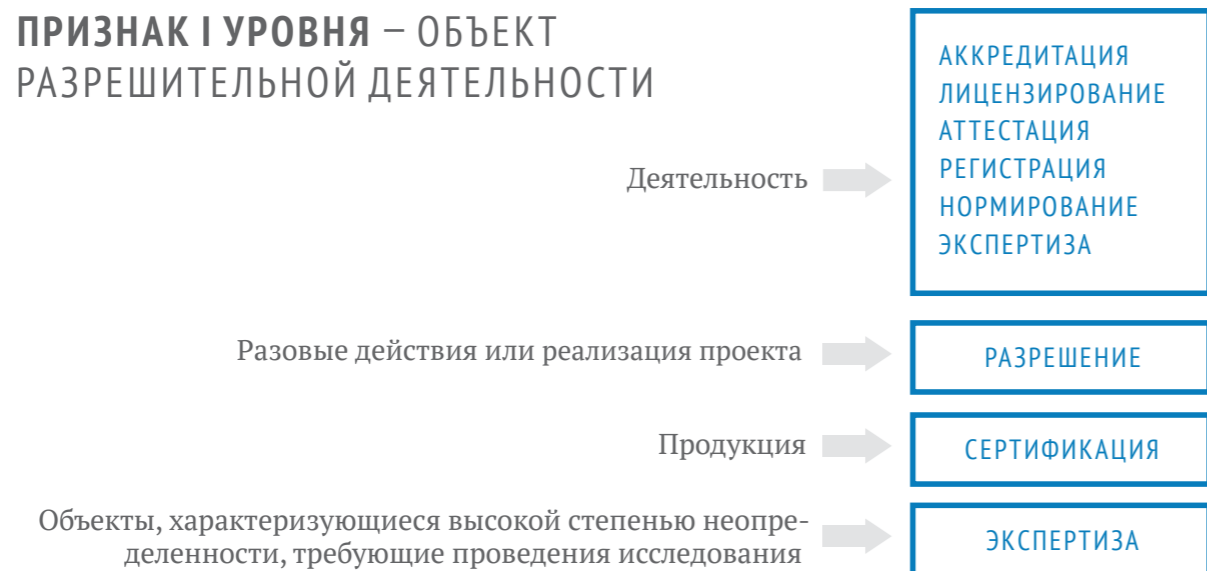 ПРИЗНАК I УРОВНЯ – ОБЪЕКТ
РАЗРЕШИТЕЛЬНОЙ ДЕЯТЕЛЬНОСТИ
Деятельность
АККРЕДИТАЦИЯ
ЛИЦЕНЗИРОВАНИЕ
АТТЕСТАЦИЯ
РЕГИСТРАЦИЯ
НОРМИРОВАНИЕ
ЭКСПЕРТИЗА
Разовые действия или реализация проекта
РАЗРЕШЕНИЕ
Продукция
СЕРТИФИКАЦИЯ
Объекты, характеризующиеся высокой степенью неопре-
деленности, требующие проведения исследования
ЭКСПЕРТИЗА